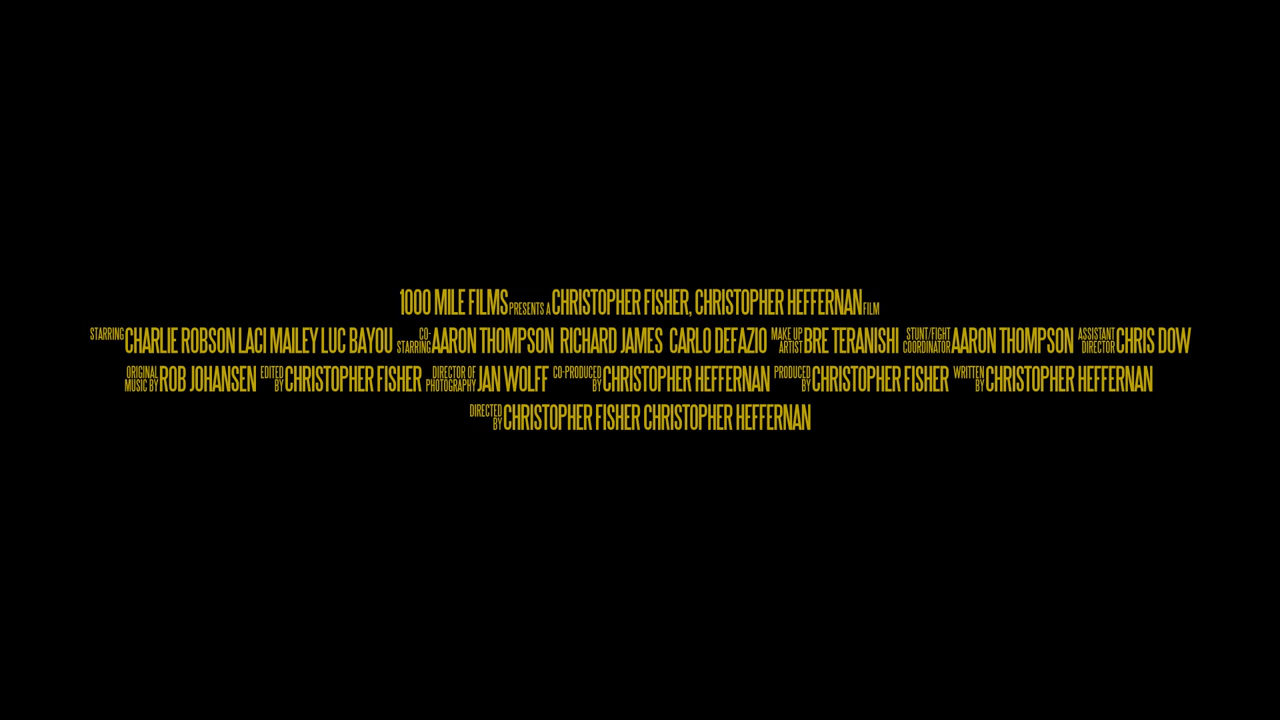 1000 MILE FILMS PRESENTS A CHRISTOPHER FISHER, CHRISTOPHER HEFFERNAN FILM
STARRING CHARLIE ROBSON LACI MAILEY LUC BAYOU CO-STARRING AARON THOMPSON RICHARD JAMES CARLO DEFAZIO MAKE UP ARTIST BRE TERANISHI STUNT/FIGHT COORDINATOR AARON THOMPSON ASSISTANT DIRECTOR CHRIS DOW
ORIGINAL MUSIC BY ROB JOHANSEN EDITED BY CHRISTOPHER FISHER DIRECTOR OF PHOTOGRAPHY JAN WOLFF CO-PRODUCED BY CHRISTOPHER HEFFERNAN PRODUCED BY CHRISTOPHER FISHER WRITTEN BY CHRISTOPHER HEFFERNAN
DIRECTED BY CHRISTOPHER FISHER CHRISTOPHER HEFFERNAN